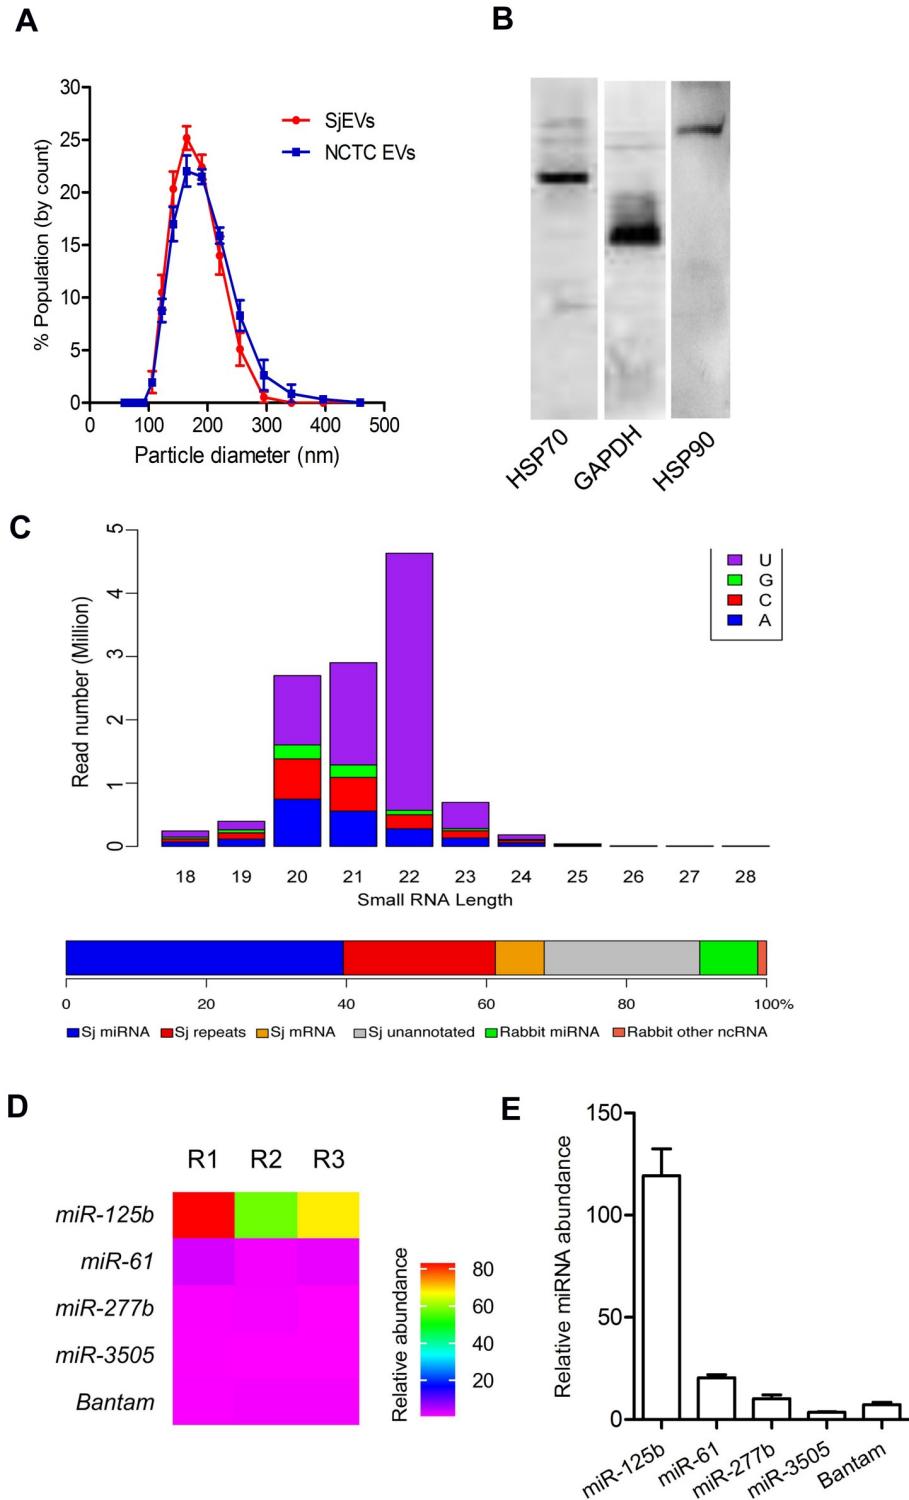 A
30
25
20
15
10
5
0
% Population (by count)
SjEVs
NCTC EVs
0 100 200 300 400 500
Particle diameter (nm)
B
HSP70
GAPDH
HSP90
C
5
4
3
2
1
0
Read number (Million)
U
G
C
A
18 19 20 21 22 23 24 25 26 27 28
Small RNA Length
0 20 40 60 80 100%
Sj miRNA Sj repeats Sj mRNA Sj unannotated Rabbit miRNA Rabbit other ncRNA
D
R1 R2 R3
miR-125b
miR-61
miR-277b
miR-3505
Bantam
Relative abundance
80
60
40
20
E
150
100
50
0
Relative miRNA abundance
miR-125b
miR-61
miR-277b
miR-3505
Bantam